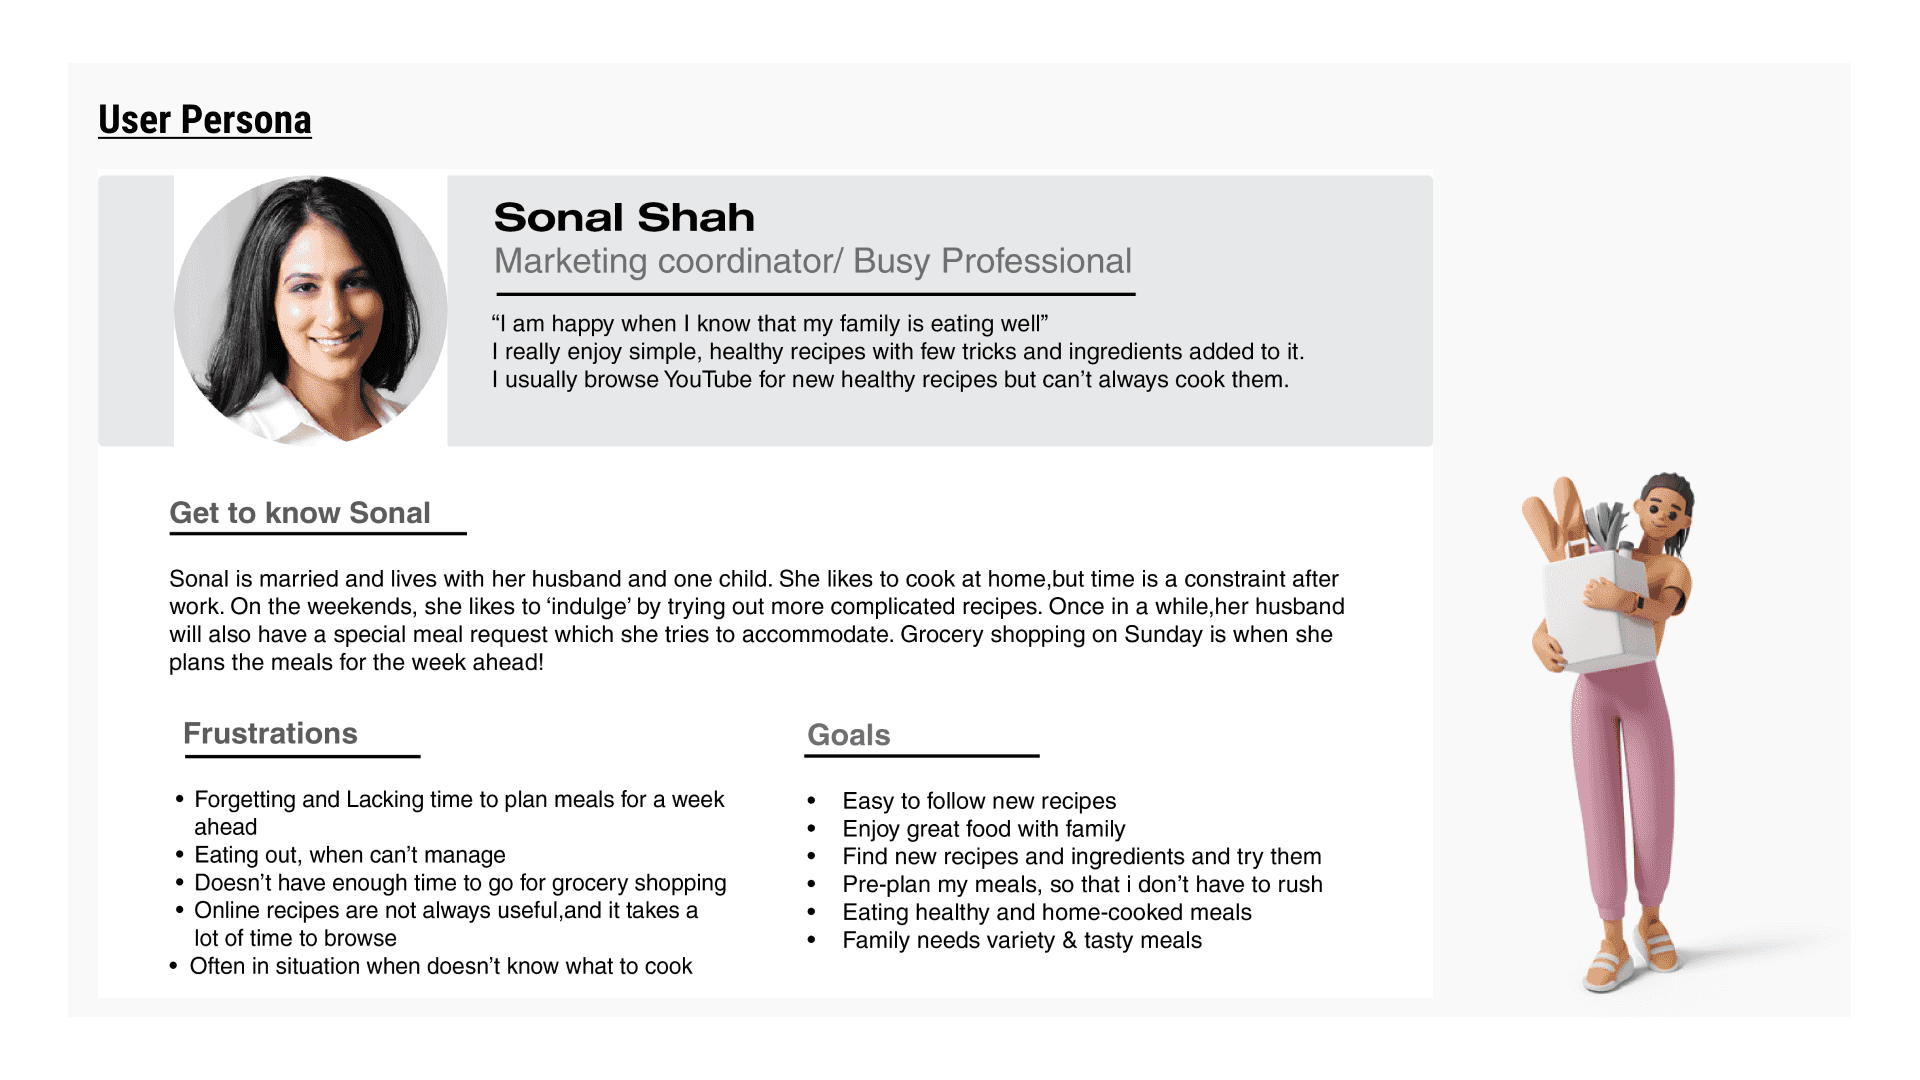 User Persona
Sonal Shah
Marketing coordinator/ Busy Professional
“I am happy when I know that my family is eating well”
I really enjoy simple, healthy recipes with few tricks and ingredients added to it.
I usually browse YouTube for new healthy recipes but can’t always cook them.
Get to know Sonal
Sonal is married and lives with her husband and one child. She likes to cook at home,but time is a constraint after
work. On the weekends, she likes to ‘indulge’ by trying out more complicated recipes. Once in a while,her husband
will also have a special meal request which she tries to accommodate. Grocery shopping on Sunday is when she
plans the meals for the week ahead!
Frustrations
• Forgetting and Lacking time to plan meals for a week
ahead
• Eating out, when can’t manage
• Doesn’t have enough time to go for grocery shopping
• Online recipes are not always useful,and it takes a
lot of time to browse
• Often in situation when doesn’t know what to cook
Goals
• Easy to follow new recipes
• Enjoy great food with family
• Find new recipes and ingredients and try them
• Pre-plan my meals, so that i don’t have to rush
• Eating healthy and home-cooked meals
• Family needs variety & tasty meals